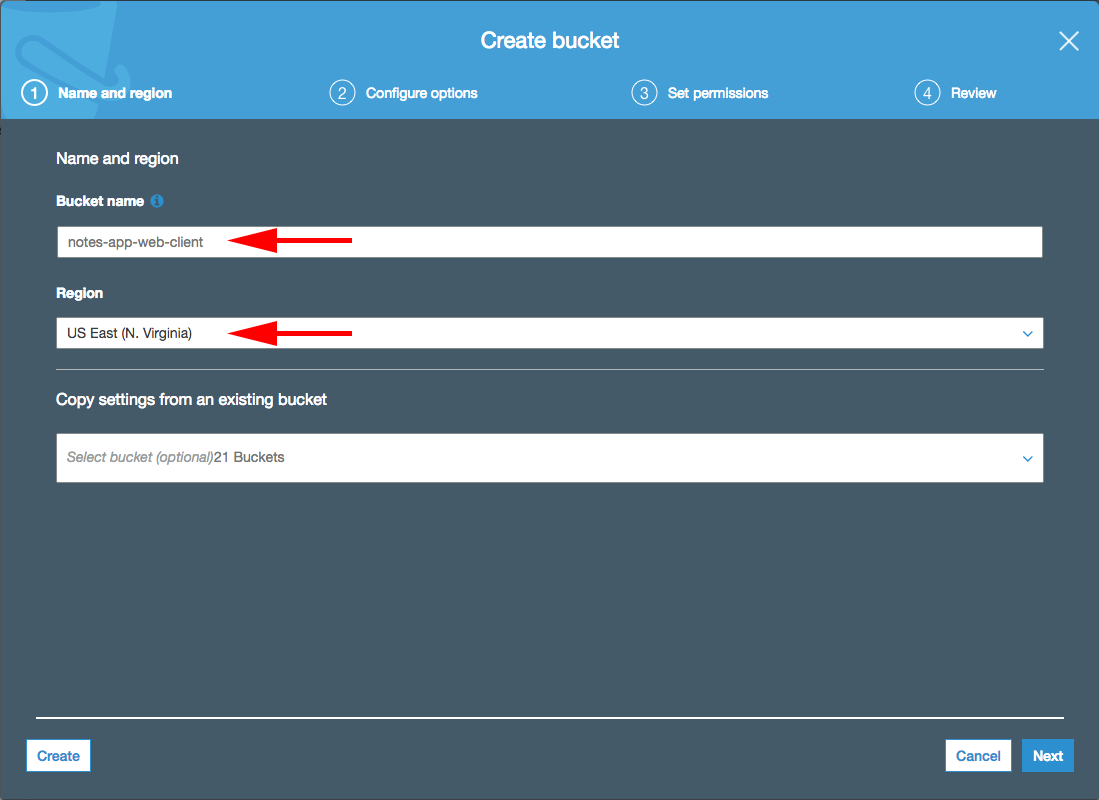 Create bucket
1 Name and region
2 Configure options
3 Set permissions
4 Review
Name and region
Bucket name
notes-app-web-client
Region
US East (N. Virginia)
Copy settings from an existing bucket
Select bucket (optional)21 Buckets
Create
Cancel
Next